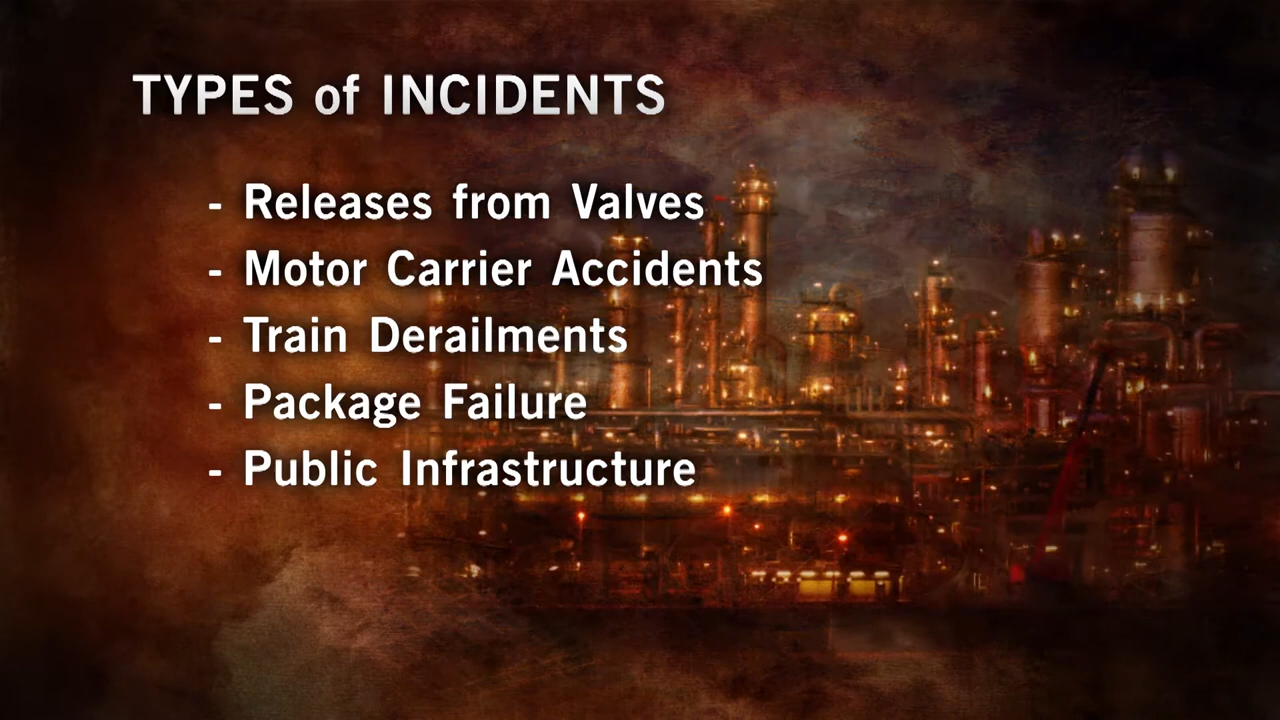 TYPES of INCIDENTS
- Releases from Valves
- Motor Carrier Accidents
- Train Derailments
- Package Failure
- Public Infrastructure